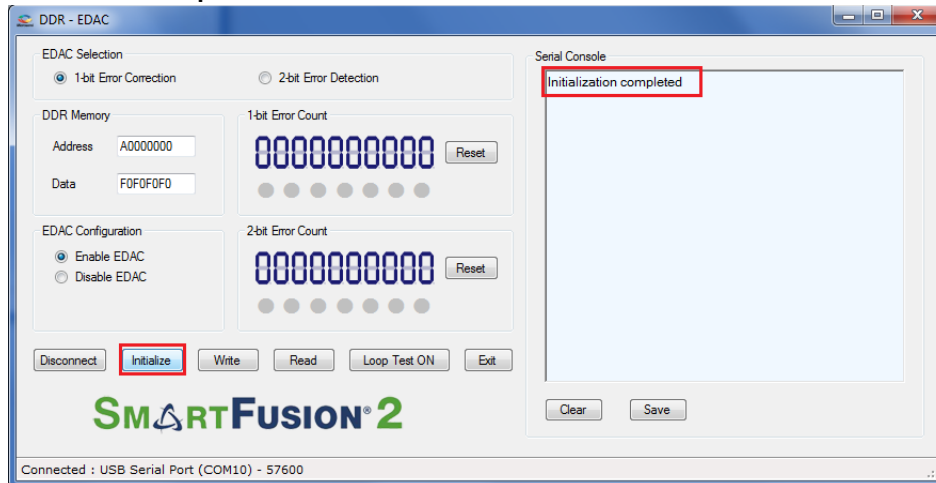 DDR - EDAC
EDAC Selection
1-bit Error Correction
2-bit Error Detection
DDR Memory
Address A0000000
Data F0F0F0F0
1-bit Error Count
0000000000 Reset
EDAC Configuration
Enable EDAC
Disable EDAC
2-bit Error Count
0000000000 Reset
Disconnect Initialize Write Read Loop Test ON Exit
SMARTFUSION® 2
Serial Console
Initialization completed
Clear Save
Connected : USB Serial Port (COM10) - 57600